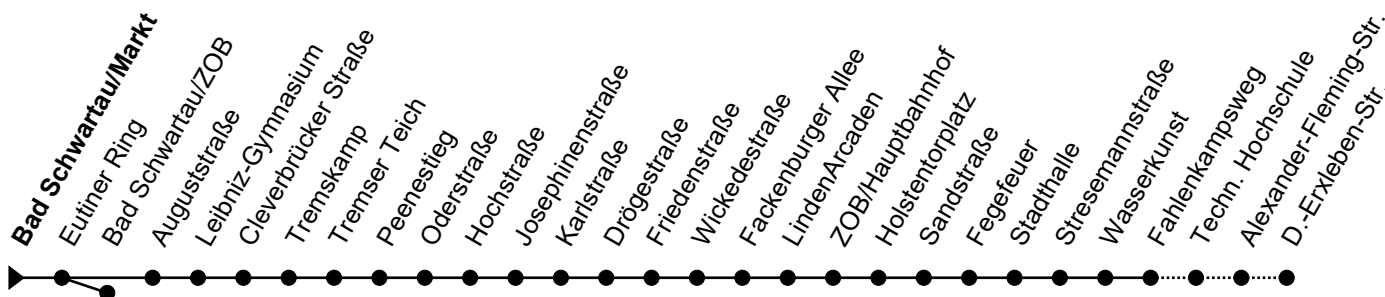 Bad Schwartau/Markt
Eutiner Ring
Bad Schwartau/ZOB
Auguststraße
Leibniz-Gymnasium
Cleverbrücker Straße
Tremskamp
Tremser Teich
Peenestieg
Oderstraße
Hochstraße
Josephinenstraße
Karlstraße
Drögestraße
Friedenstraße
Wickedestraße
Fackenburger Allee
LindenArcaden
ZOB/Hauptbahnhof
Holstentorplatz
Sandstraße
Fegefeuer
Stadthalle
Stresemannstraße
Wasserkunst
Fahlenkampsweg
Techn. Hochschule
Alexander-Fleming-Str.
D.-Erxleben-Str.